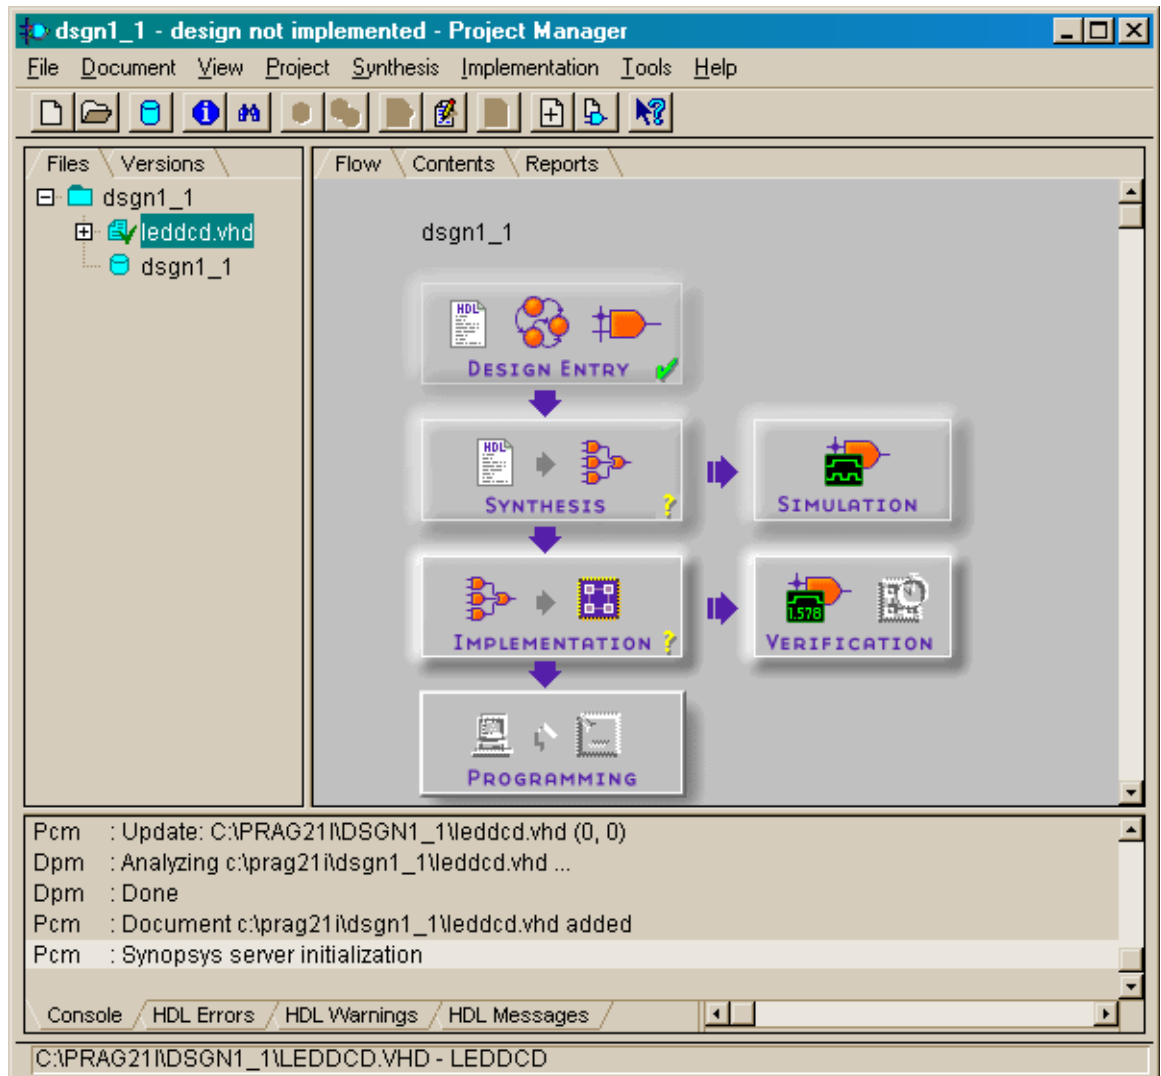 dsgn1_1 - design not implemented - Project Manager
File Document View Project Synthesis Implementation Tools Help
Files Versions
Flow Contents Reports
dsgn1_1
leddcd.vhd
dsgn1_1
dsgn1_1
HDL
DESIGN ENTRY
HDL
SYNTHESIS ?
SIMULATION
IMPLEMENTATION ?
1.578
VERIFICATION
PROGRAMMING
Pcm : Update: C:\PRAG21I\DSGN1_1\leddcd.vhd (0, 0)
Dpm : Analyzing c:\prag21i\dsgn1_1\leddcd.vhd ...
Dpm : Done
Pcm : Document c:\prag21i\dsgn1_1\leddcd.vhd added
Pcm : Synopsys server initialization
Console HDL Errors HDL Warnings HDL Messages
C:\PRAG21I\DSGN1_1\LEDDCD.VHD - LEDDCD